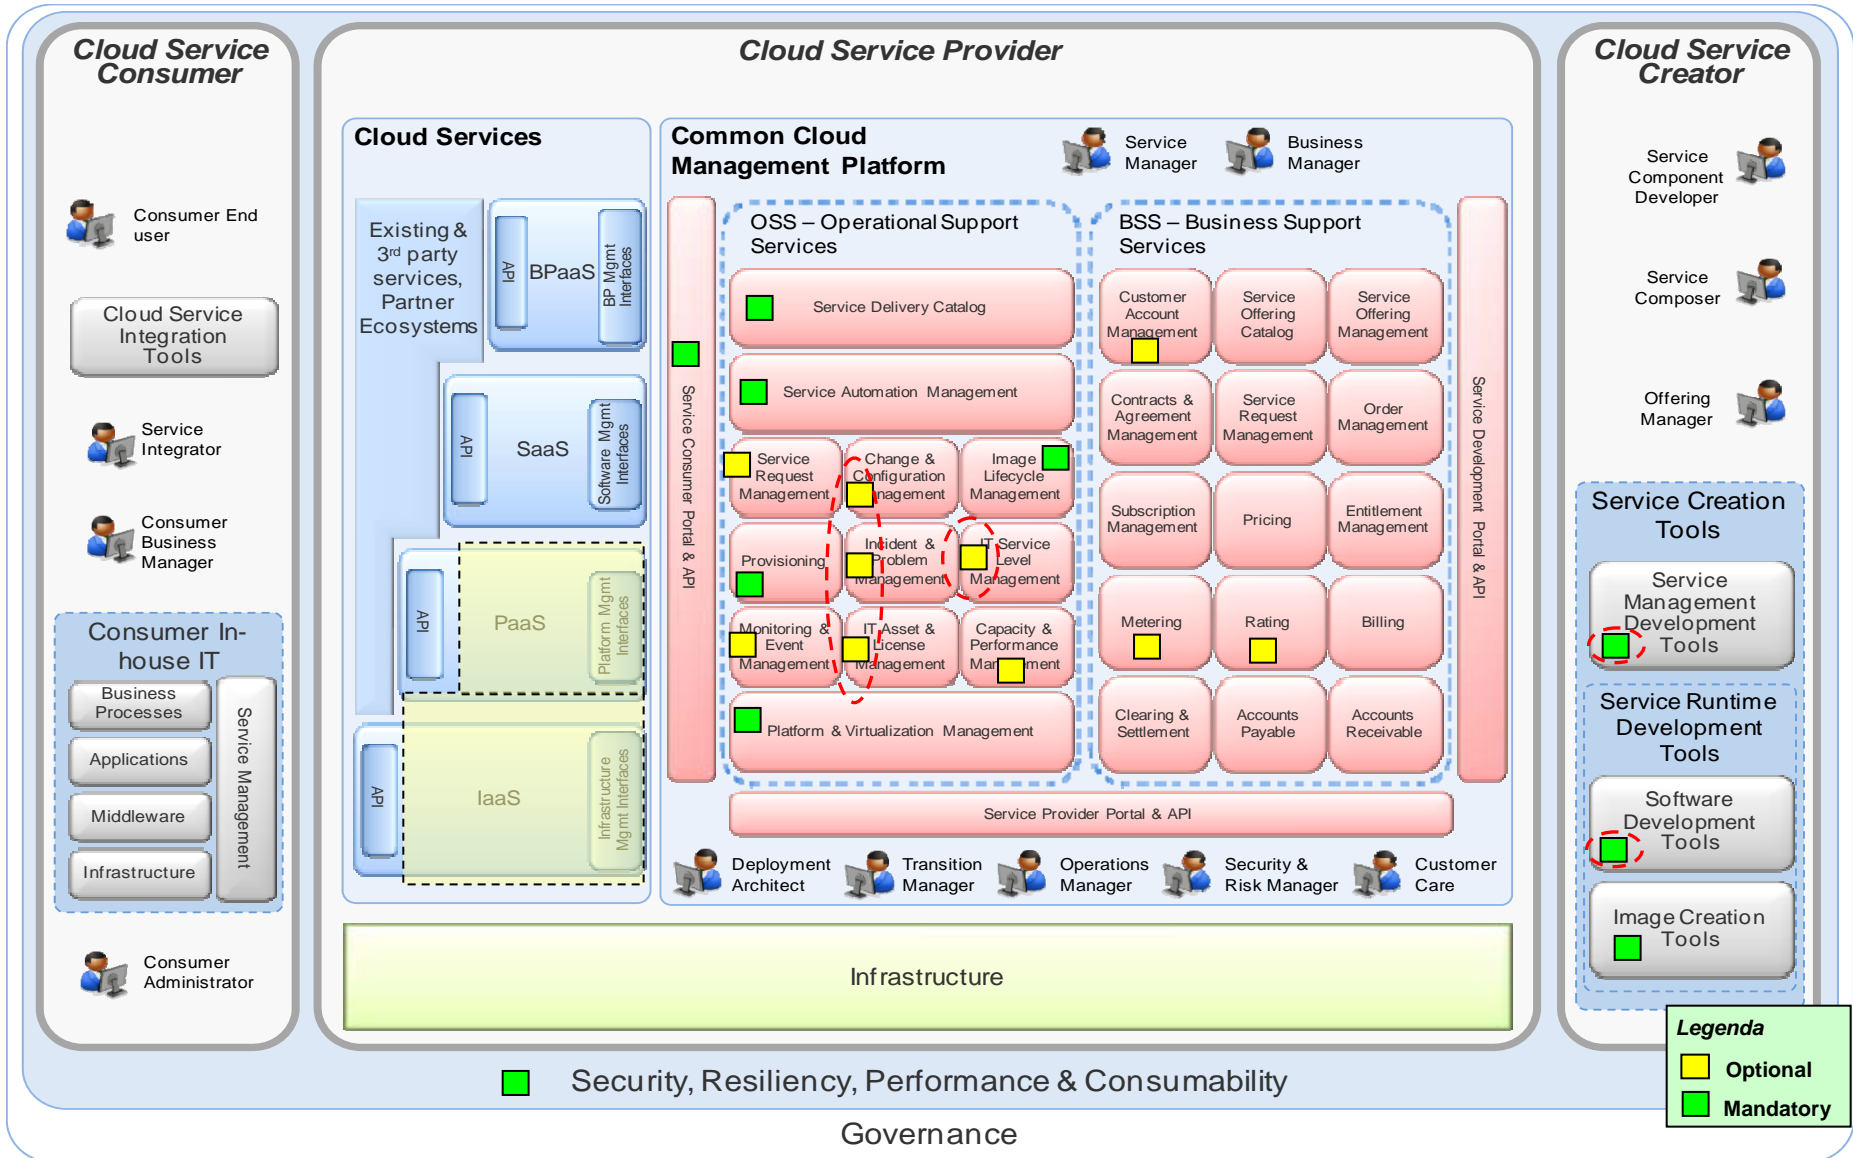 Cloud Service
Consumer
Consumer End
user
Cloud Service
Integration
Tools
Service
Integrator
Consumer
Business
Manager
Consumer In-
house IT
Business
Processes
Applications
Middleware
Infrastructure
Service Management
Consumer
Administrator
Cloud Service Provider
Cloud Services
Existing &
3rd party
services,
Partner
Ecosystems
API
BPaaS
BP Mgmt
Interfaces
API
SaaS
Software Mgmt
Interfaces
API
PaaS
Platform Mgmt
Interfaces
API
IaaS
Infrastructure
Mgmt Interfaces
Common Cloud
Management Platform
Service
Manager
Business
Manager
Service Consumer Portal & API
OSS – Operational Support
Services
Service Delivery Catalog
Service Automation Management
Service
Request
Management
Change &
Configuration
Management
Image
Lifecycle
Management
Provisioning
Incident &
Problem
Management
IT Service
Level
Management
Monitoring &
Event
Management
IT Asset &
License
Management
Capacity &
Performance
Management
Platform & Virtualization Management
BSS – Business Support
Services
Customer
Account
Management
Service
Offering
Catalog
Service
Offering
Management
Contracts &
Agreement
Management
Service
Request
Management
Order
Management
Subscription
Management
Pricing
Entitlement
Management
Metering
Rating
Billing
Clearing &
Settlement
Accounts
Payable
Accounts
Receivable
Service Development Portal & API
Service Provider Portal & API
Deployment
Architect
Transition
Manager
Operations
Manager
Security &
Risk Manager
Customer
Care
Infrastructure
Cloud Service
Creator
Service
Component
Developer
Service
Composer
Offering
Manager
Service Creation
Tools
Service
Management
Development
Tools
Service Runtime
Development
Tools
Software
Development
Tools
Image Creation
Tools
Legenda
Optional
Mandatory
Security, Resiliency, Performance & Consumability
Governance